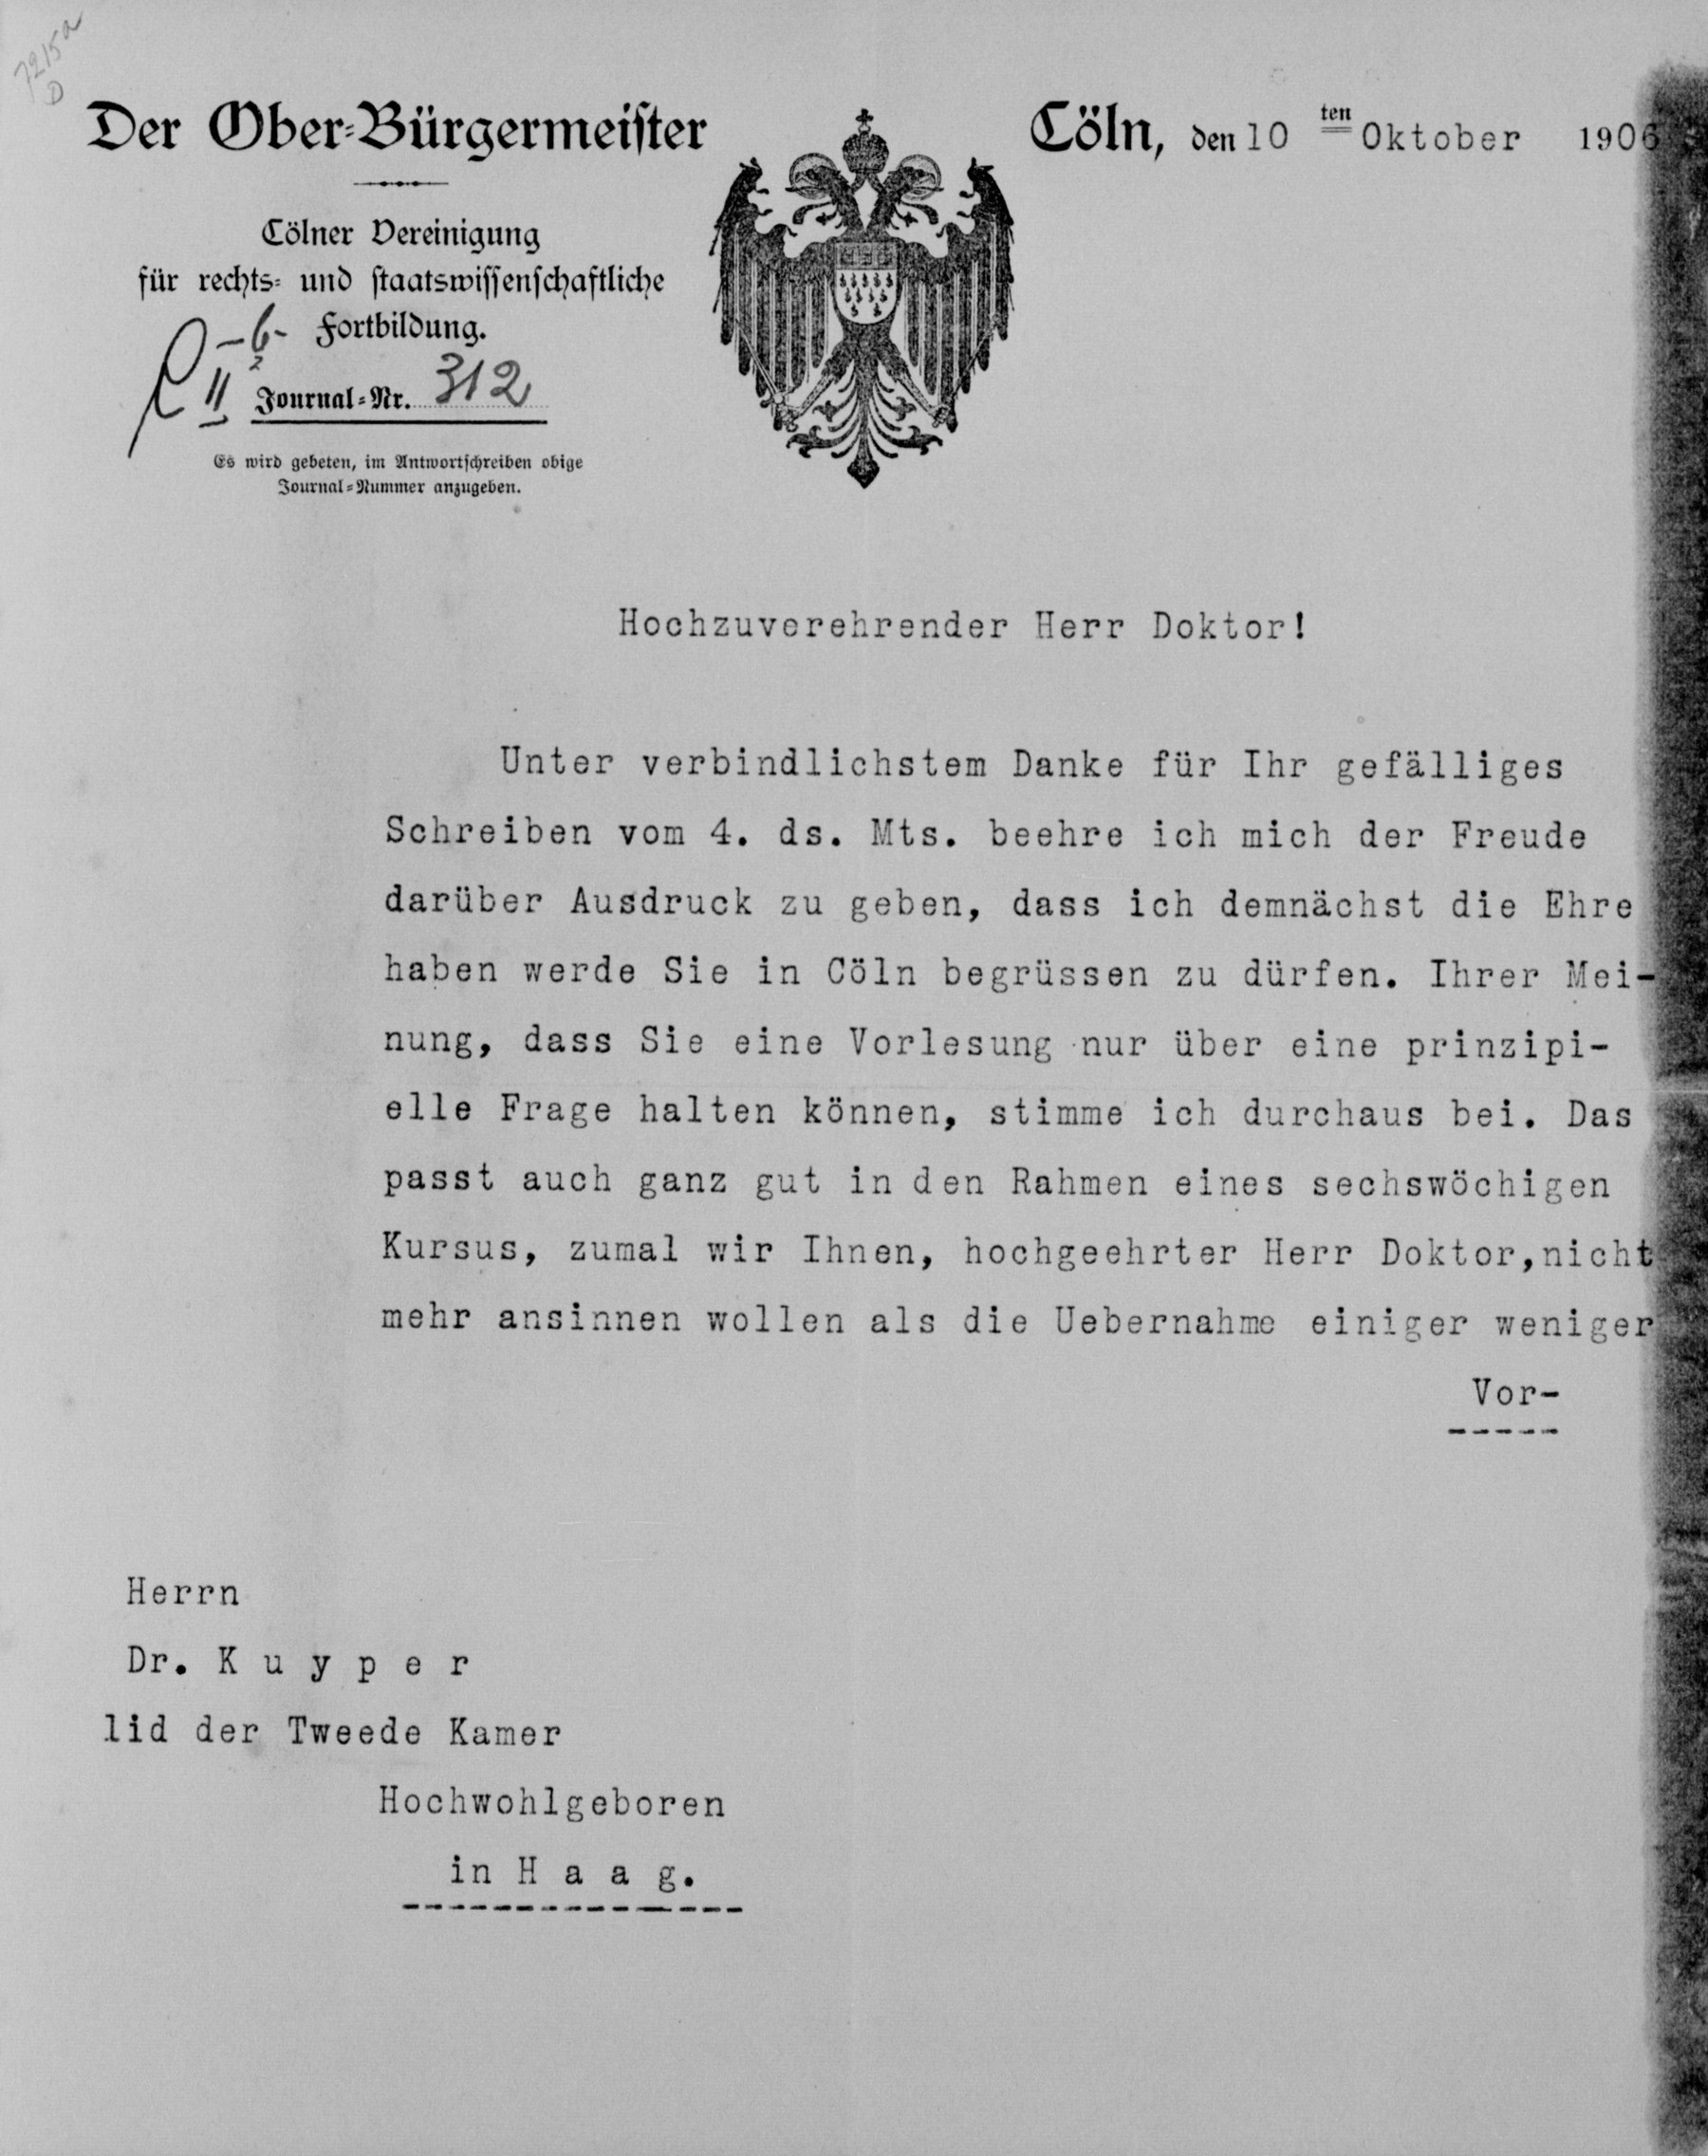 7215a
D
Der Ober-Bürgermeister
Cöln, den 10 ten Oktober 1906
Cölner Vereinigung
für rechts- und staatswissenschaftliche
Fortbildung.
-6-
II 2 Journal-Nr. 312
Es wird gebeten, im Antwortschreiben obige
Journal-Nummer anzugeben.
Hochzuverehrender Herr Doktor!
Unter verbindlichstem Danke für Ihr gefälliges
Schreiben vom 4. ds. Mts. beehre ich mich der Freude
darüber Ausdruck zu geben, dass ich demnächst die Ehre
haben werde Sie in Cöln begrüssen zu dürfen. Ihrer Mei-
nung, dass Sie eine Vorlesung nur über eine prinzipi-
elle Frage halten können, stimme ich durchaus bei. Das
passt auch ganz gut in den Rahmen eines sechswöchigen
Kursus, zumal wir Ihnen, hochgeehrter Herr Doktor,nicht
mehr ansinnen wollen als die Uebernahme einiger weniger
Vor-
Herrn
Dr. K u y p e r
lid der Tweede Kamer
Hochwohlgeboren
in H a a g.